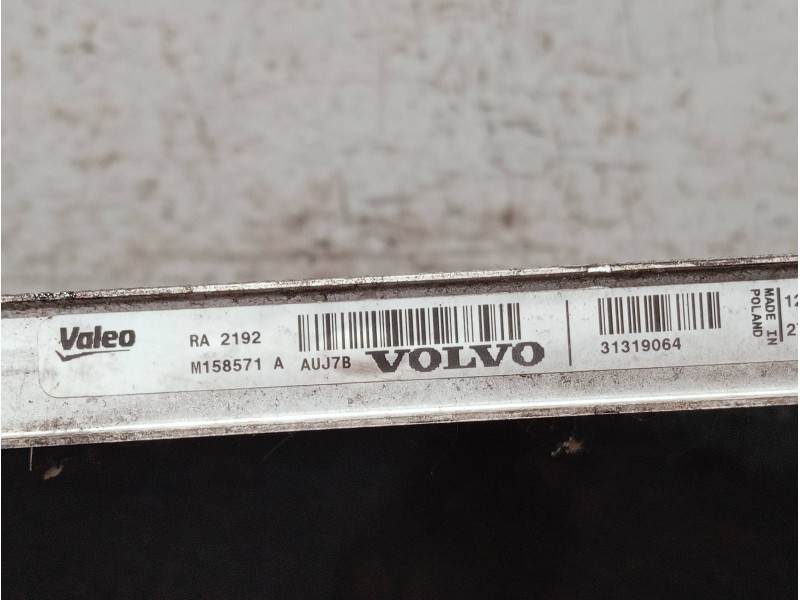 Valeo RA 2192
M158571 A AUJ7B VOLVO
31319064
MADE IN
POLAND